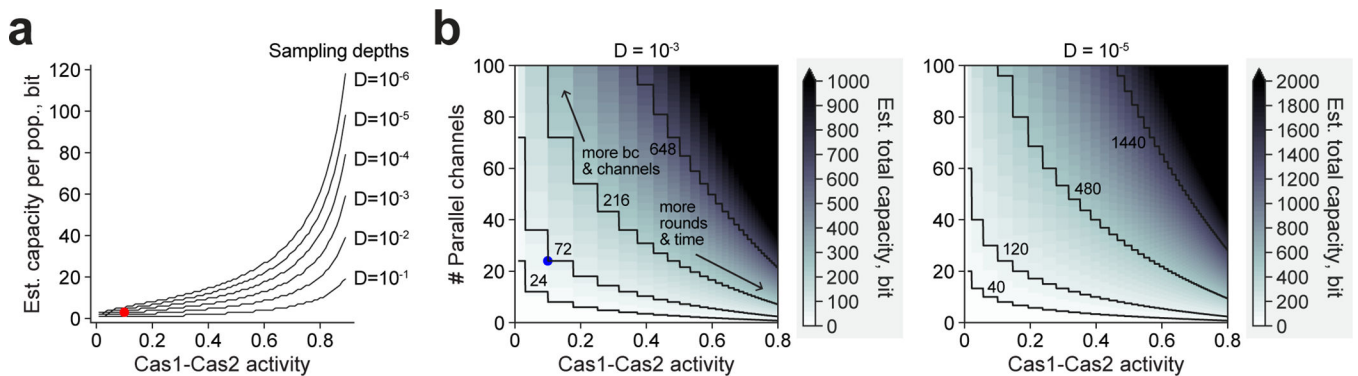 a
Sampling depths
D=10⁻⁶
D=10⁻⁵
D=10⁻⁴
D=10⁻³
D=10⁻²
D=10⁻¹
Est. capacity per pop., bit
120
100
80
60
40
20
0
0 0.2 0.4 0.6 0.8
Cas1-Cas2 activity
b
D = 10⁻³
# Parallel channels
100
80
60
40
20
0
more bc
& channels
648
216
more
rounds
& time
72
24
0 0.2 0.4 0.6 0.8
Cas1-Cas2 activity
1000
900
800
700
600
500
400
300
200
100
0
Est. total capacity, bit
D = 10⁻⁵
100
80
60
40
20
0
1440
480
120
40
0 0.2 0.4 0.6 0.8
Cas1-Cas2 activity
2000
1800
1600
1400
1200
1000
800
600
400
200
0
Est. total capacity, bit